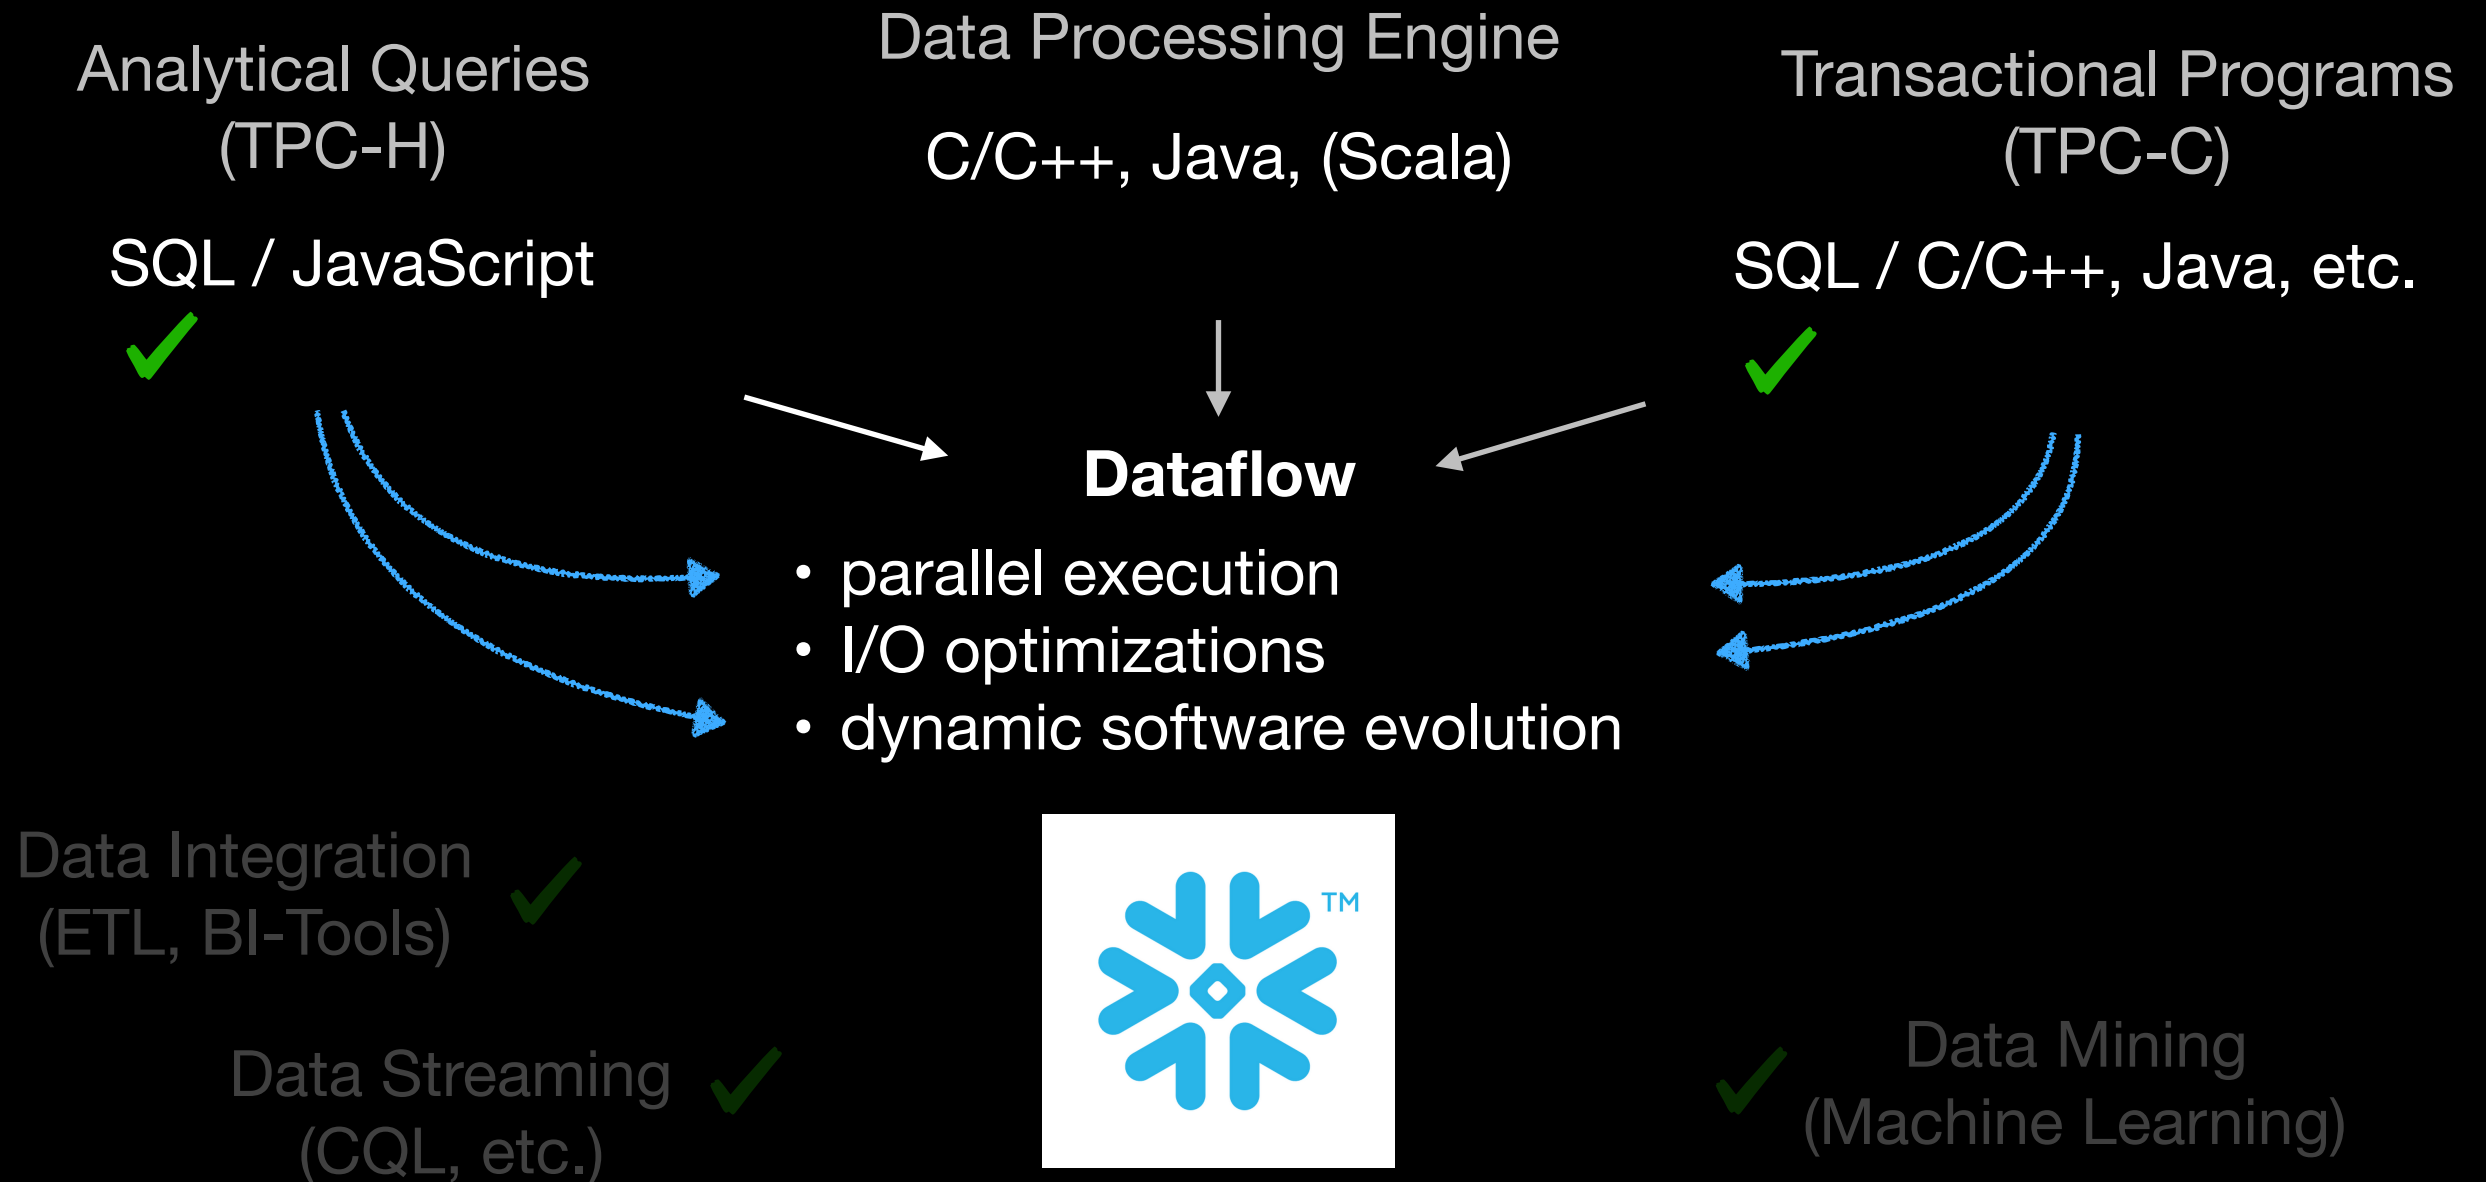 Analytical Queries
(TPC-H)
SQL / JavaScript
Data Processing Engine
C/C++, Java, (Scala)
Transactional Programs
(TPC-C)
SQL / C/C++, Java, etc.
Dataflow
• parallel execution
• I/O optimizations
• dynamic software evolution
Data Integration
(ETL, BI-Tools)
Data Streaming
(CQL, etc.)
TM
Data Mining
(Machine Learning)